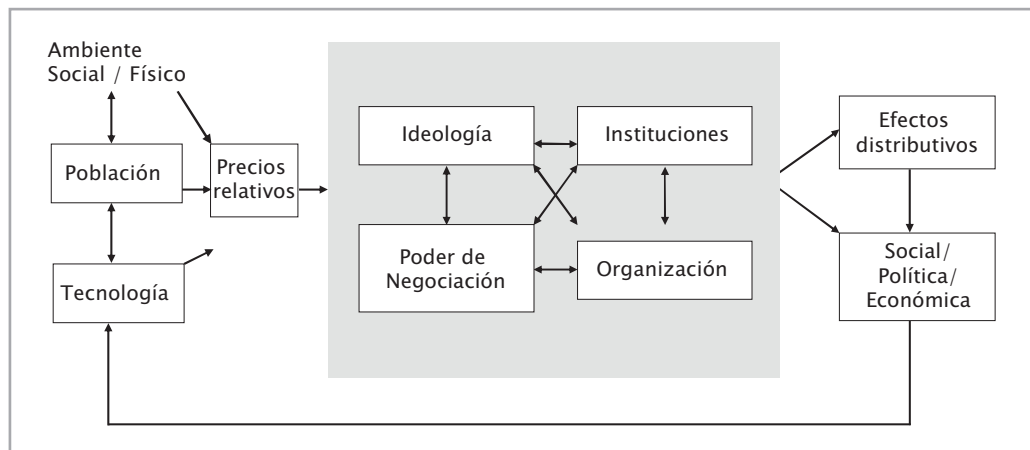 Ambiente
Social / Físico
Población
Tecnología
Precios
relativos
Ideología
Instituciones
Poder de
Negociación
Organización
Efectos
distributivos
Social/
Política/
Económica